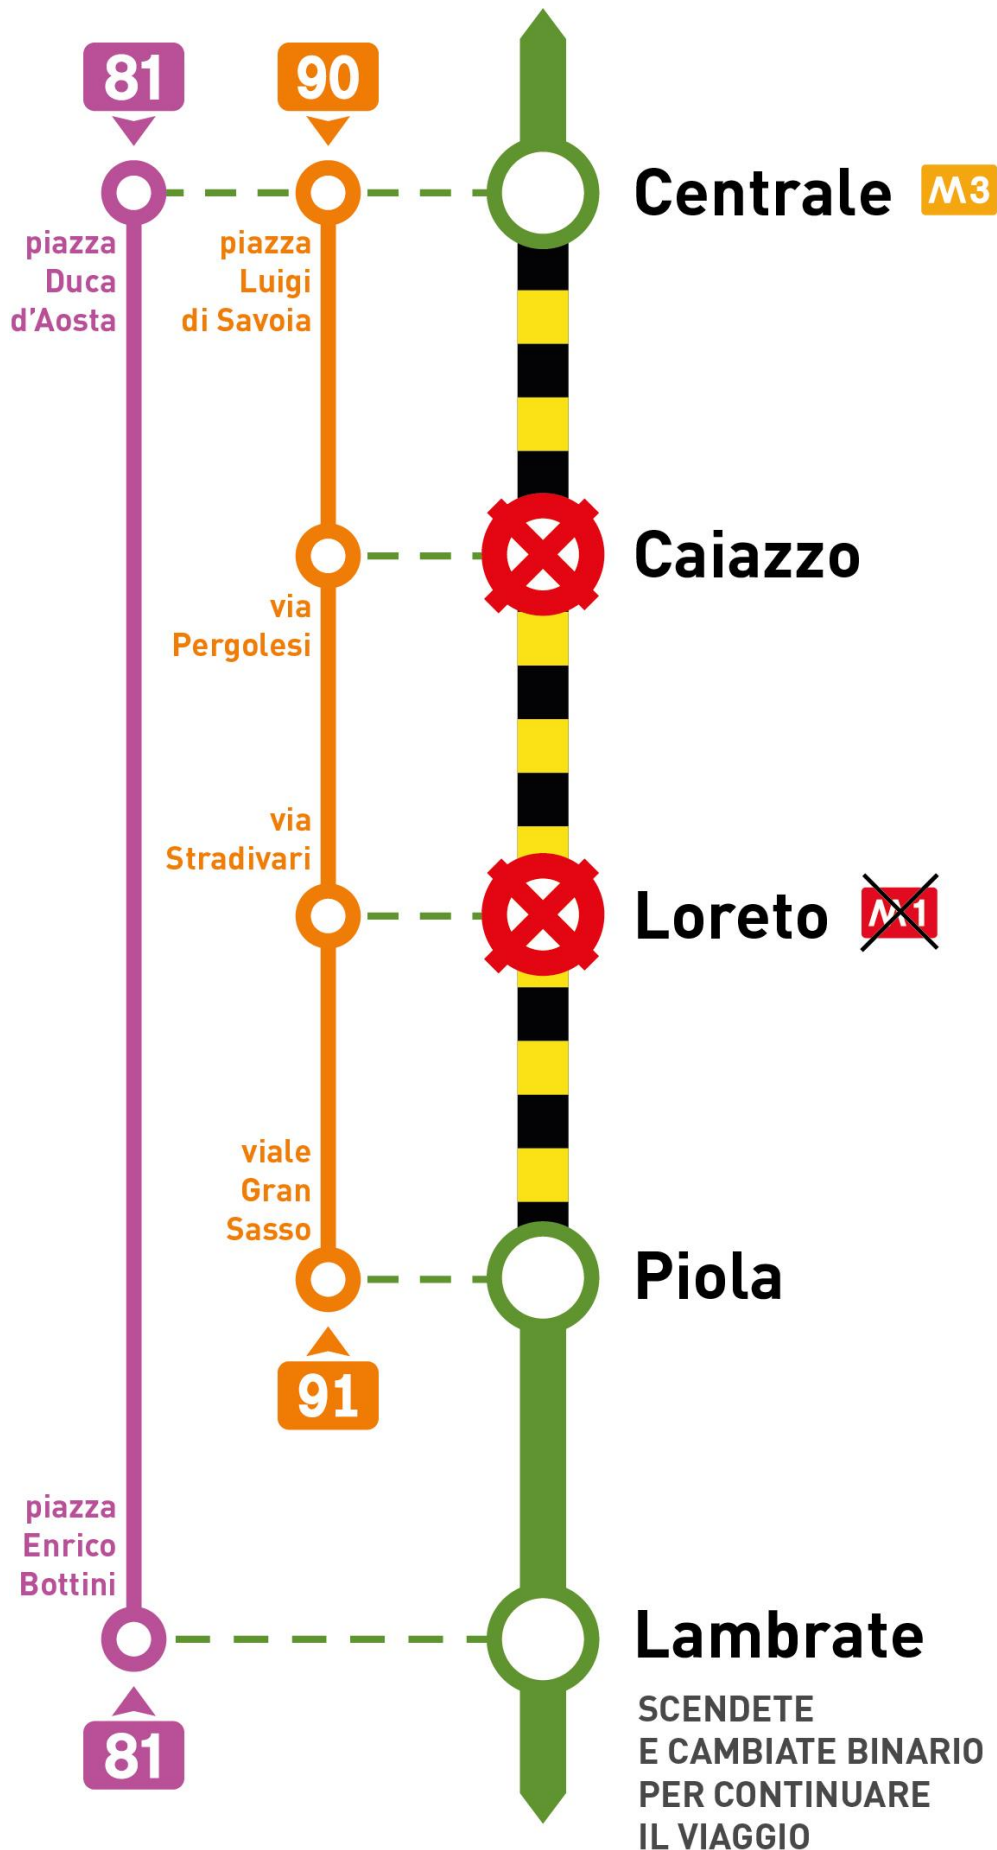 81
90
Centrale M3
piazza
Duca
d'Aosta
piazza
Luigi
di Savoia
Caiazzo
via
Pergolesi
via
Stradivari
Loreto M1
viale
Gran
Sasso
Piola
91
piazza
Enrico
Bottini
Lambrate
SCENDETE
E CAMBIATE BINARIO
PER CONTINUARE
IL VIAGGIO
81